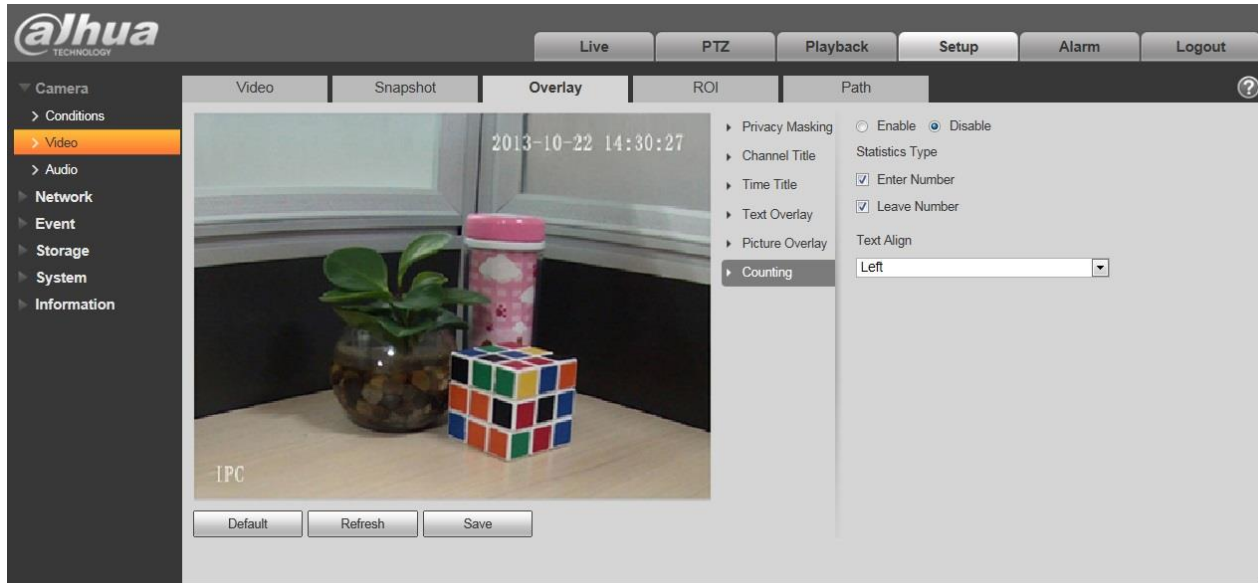 alhua
TECHNOLOGY
Live PTZ Playback Setup Alarm Logout
Camera
Conditions
Video
Audio
Network
Event
Storage
System
Information
Video Snapshot Overlay ROI Path
2013-10-22 14:30:27
IPC
Privacy Masking
Channel Title
Time Title
Text Overlay
Picture Overlay
Counting
Enable Disable
Statistics Type
Enter Number
Leave Number
Text Align
Left
Default Refresh Save